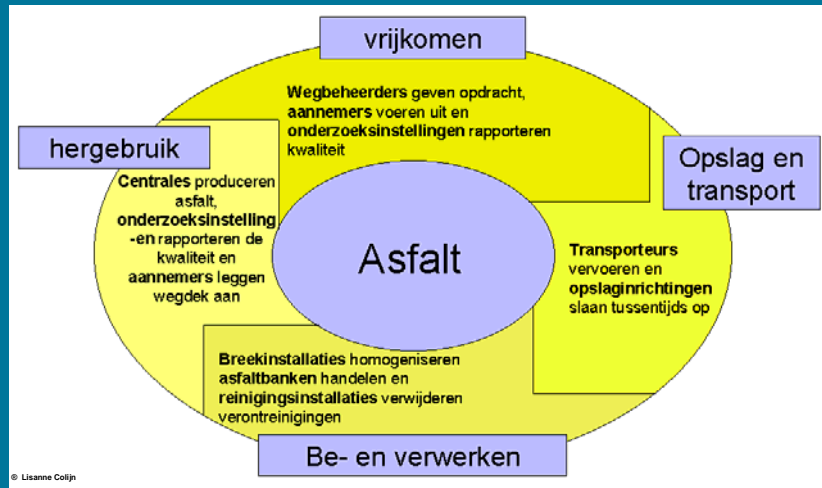 vrijkomen
Wegbeheerders geven opdracht,
aannemers voeren uit en
onderzoeksinstellingen rapporteren
kwaliteit
hergebruik
Centrales produceren
asfalt,
onderzoeksinstelling
-en rapporteren de
kwaliteit en
aannemers leggen
wegdek aan
Opslag en
transport
Asfalt
Transporteurs
vervoeren en
opslaginrichtingen
slaan tussentijds op
Breekinstallaties homogeniseren
asfaltbanken handelen en
reinigingsinstallaties verwijderen
verontreinigingen
Be- en verwerken
© Lisanne Colijn